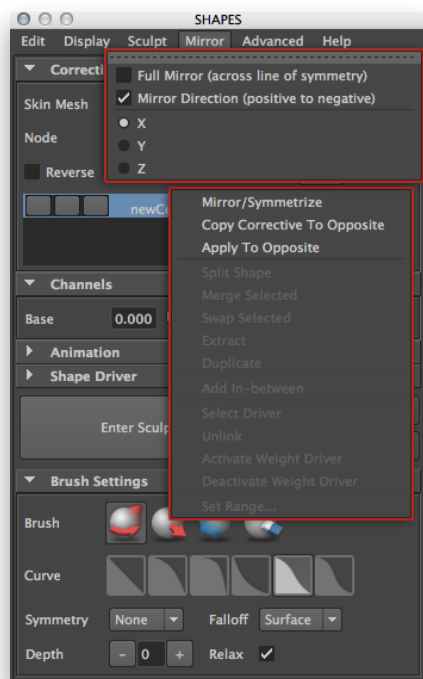 SHAPES
Edit Display Sculpt Mirror Advanced Help
Full Mirror (across line of symmetry)
Mirror Direction (positive to negative)
X
Y
Z
Correcti
Skin Mesh
Node
Reverse
newCo
Mirror/Symmetrize
Copy Corrective To Opposite
Apply To Opposite
Split Shape
Merge Selected
Swap Selected
Extract
Duplicate
Add In-between
Select Driver
Unlink
Activate Weight Driver
Deactivate Weight Driver
Set Range...
Channels
Base 0.000
Animation
Shape Driver
Enter Sculp
Brush Settings
Brush
Curve
Symmetry None Falloff Surface
Depth - 0 + Relax